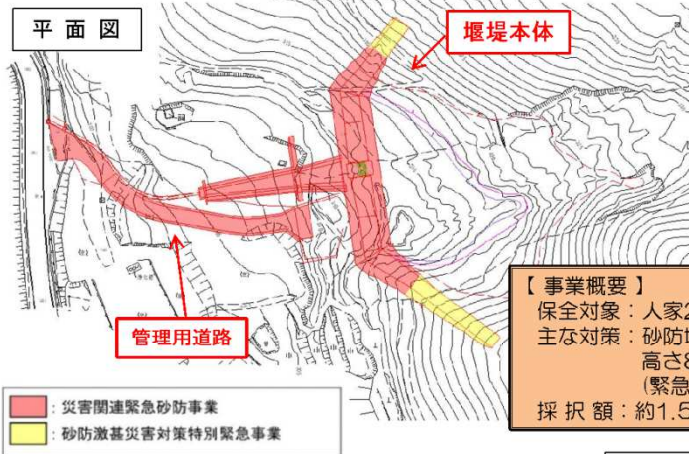 平面図
堰堤本体
管理用道路
【 事業概要 】
保全対象：人家2
主な対策：砂防
高さ8
(緊急
採 択 額：約1.5
：災害関連緊急砂防事業
：砂防激甚災害対策特別緊急事業